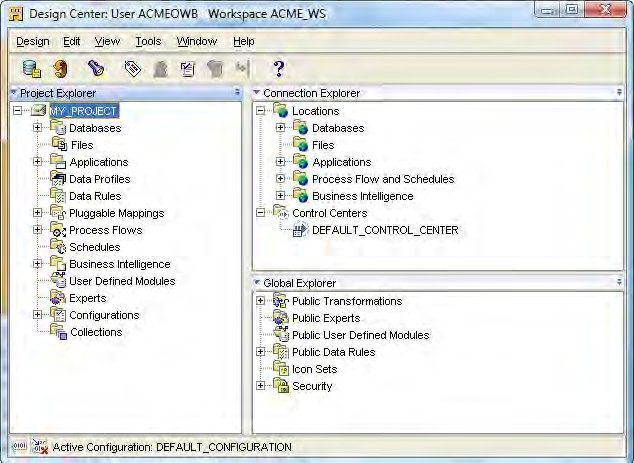 Design Center: User ACMEOWB Workspace ACME_WS
Design Edit View Tools Window Help
Project Explorer
MY_PROJECT
Databases
Files
Applications
Data Profiles
Data Rules
Pluggable Mappings
Process Flows
Schedules
Business Intelligence
User Defined Modules
Experts
Configurations
Collections
Connection Explorer
Locations
Databases
Files
Applications
Process Flow and Schedules
Business Intelligence
Control Centers
DEFAULT_CONTROL_CENTER
Global Explorer
Public Transformations
Public Experts
Public User Defined Modules
Public Data Rules
Icon Sets
Security
Active Configuration: DEFAULT_CONFIGURATION